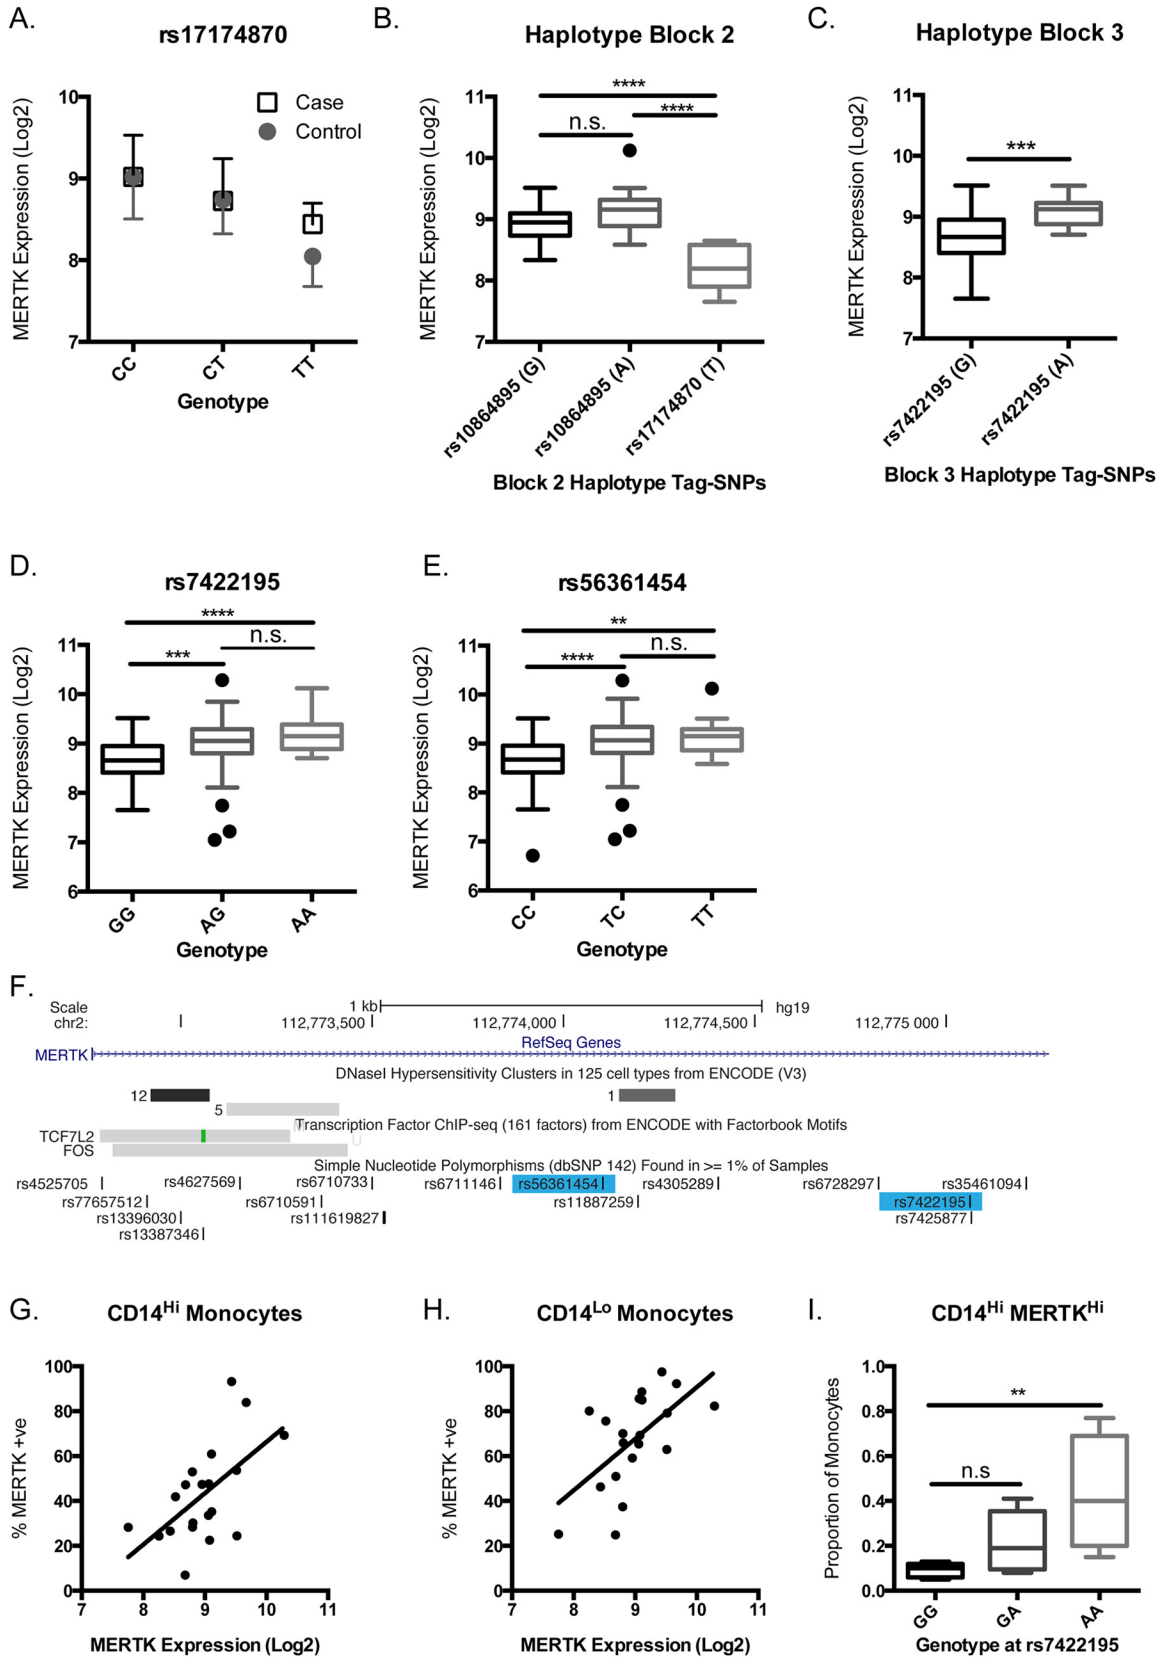 A.
rs17174870
MERTK Expression (Log2)
10
9
8
7
Case
Control
CC
CT
TT
Genotype
B.
Haplotype Block 2
MERTK Expression (Log2)
11
10
9
8
7
****
****
n.s.
rs10864895 (G)
rs10864895 (A)
rs17174870 (T)
Block 2 Haplotype Tag-SNPs
C.
Haplotype Block 3
MERTK Expression (Log2)
11
10
9
8
7
***
rs7422195 (G)
rs7422195 (A)
Block 3 Haplotype Tag-SNPs
D.
rs7422195
MERTK Expression (Log2)
11
10
9
8
7
6
****
n.s.
***
GG
AG
AA
Genotype
E.
rs56361454
MERTK Expression (Log2)
11
10
9
8
7
6
**
n.s.
****
CC
TC
TT
Genotype
F.
Scale 1 kb hg19
chr2: 112,773,500 112,774,000 112,774,500 112,775 000
RefSeq Genes
MERTK
DNaseI Hypersensitivity Clusters in 125 cell types from ENCODE (V3)
12 1
5
Transcription Factor ChIP-seq (161 factors) from ENCODE with Factorbook Motifs
TCF7L2 U
FOS
Simple Nucleotide Polymorphisms (dbSNP 142) Found in >= 1% of Samples
rs4525705 rs4627569 rs6710733 rs6711146 rs56361454 rs4305289 rs6728297 rs35461094
rs77657512 rs6710591 rs11887259 rs7422195
rs13396030 rs111619827 rs7425877
rs13387346
G.
CD14Hi Monocytes
% MERTK +ve
100
80
60
40
20
0
7 8 9 10 11
MERTK Expression (Log2)
H.
CD14Lo Monocytes
% MERTK +ve
100
80
60
40
20
0
7 8 9 10 11
MERTK Expression (Log2)
I.
CD14Hi MERTKHi
Proportion of Monocytes
1.0
0.8
0.6
0.4
0.2
0.0
**
n.s
GG
GA
AA
Genotype at rs7422195